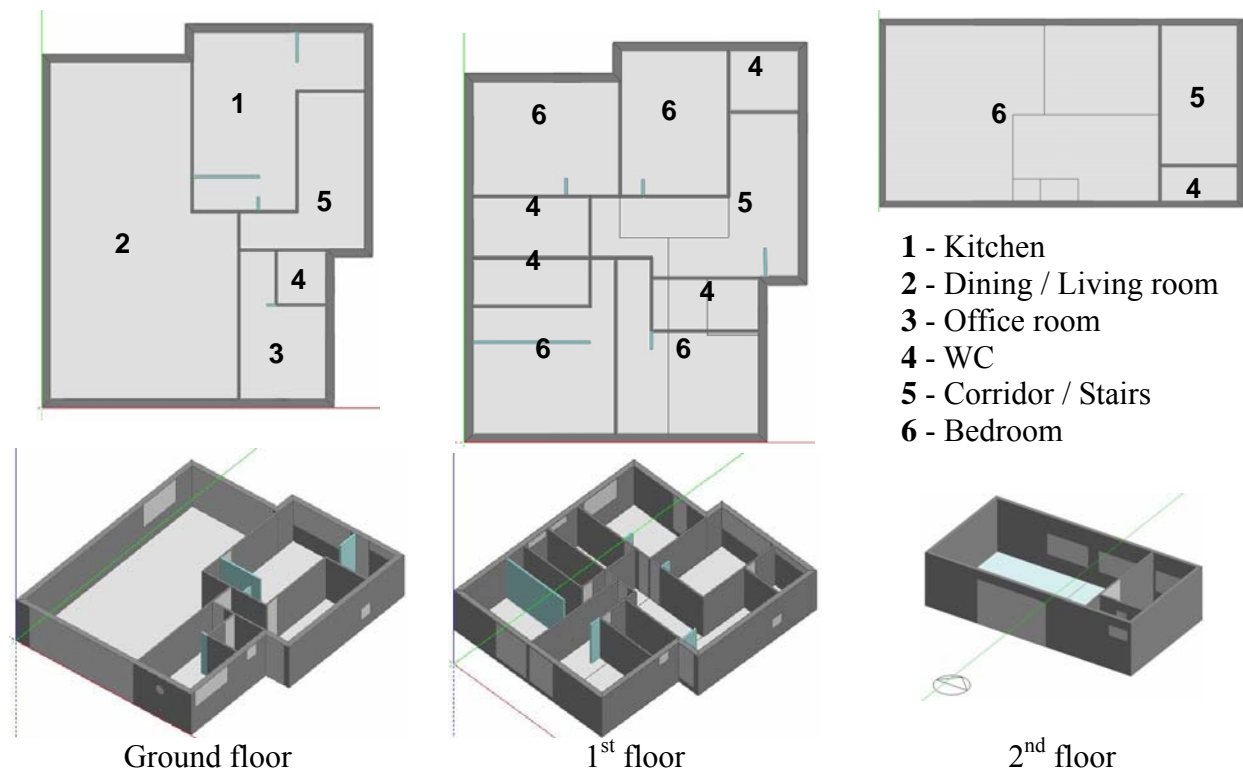 1
2
5
4
3
4
6
6
5
4
4
4
6
6
6
5
4
1 - Kitchen
2 - Dining / Living room
3 - Office room
4 - WC
5 - Corridor / Stairs
6 - Bedroom
Ground floor
1st floor
2nd floor